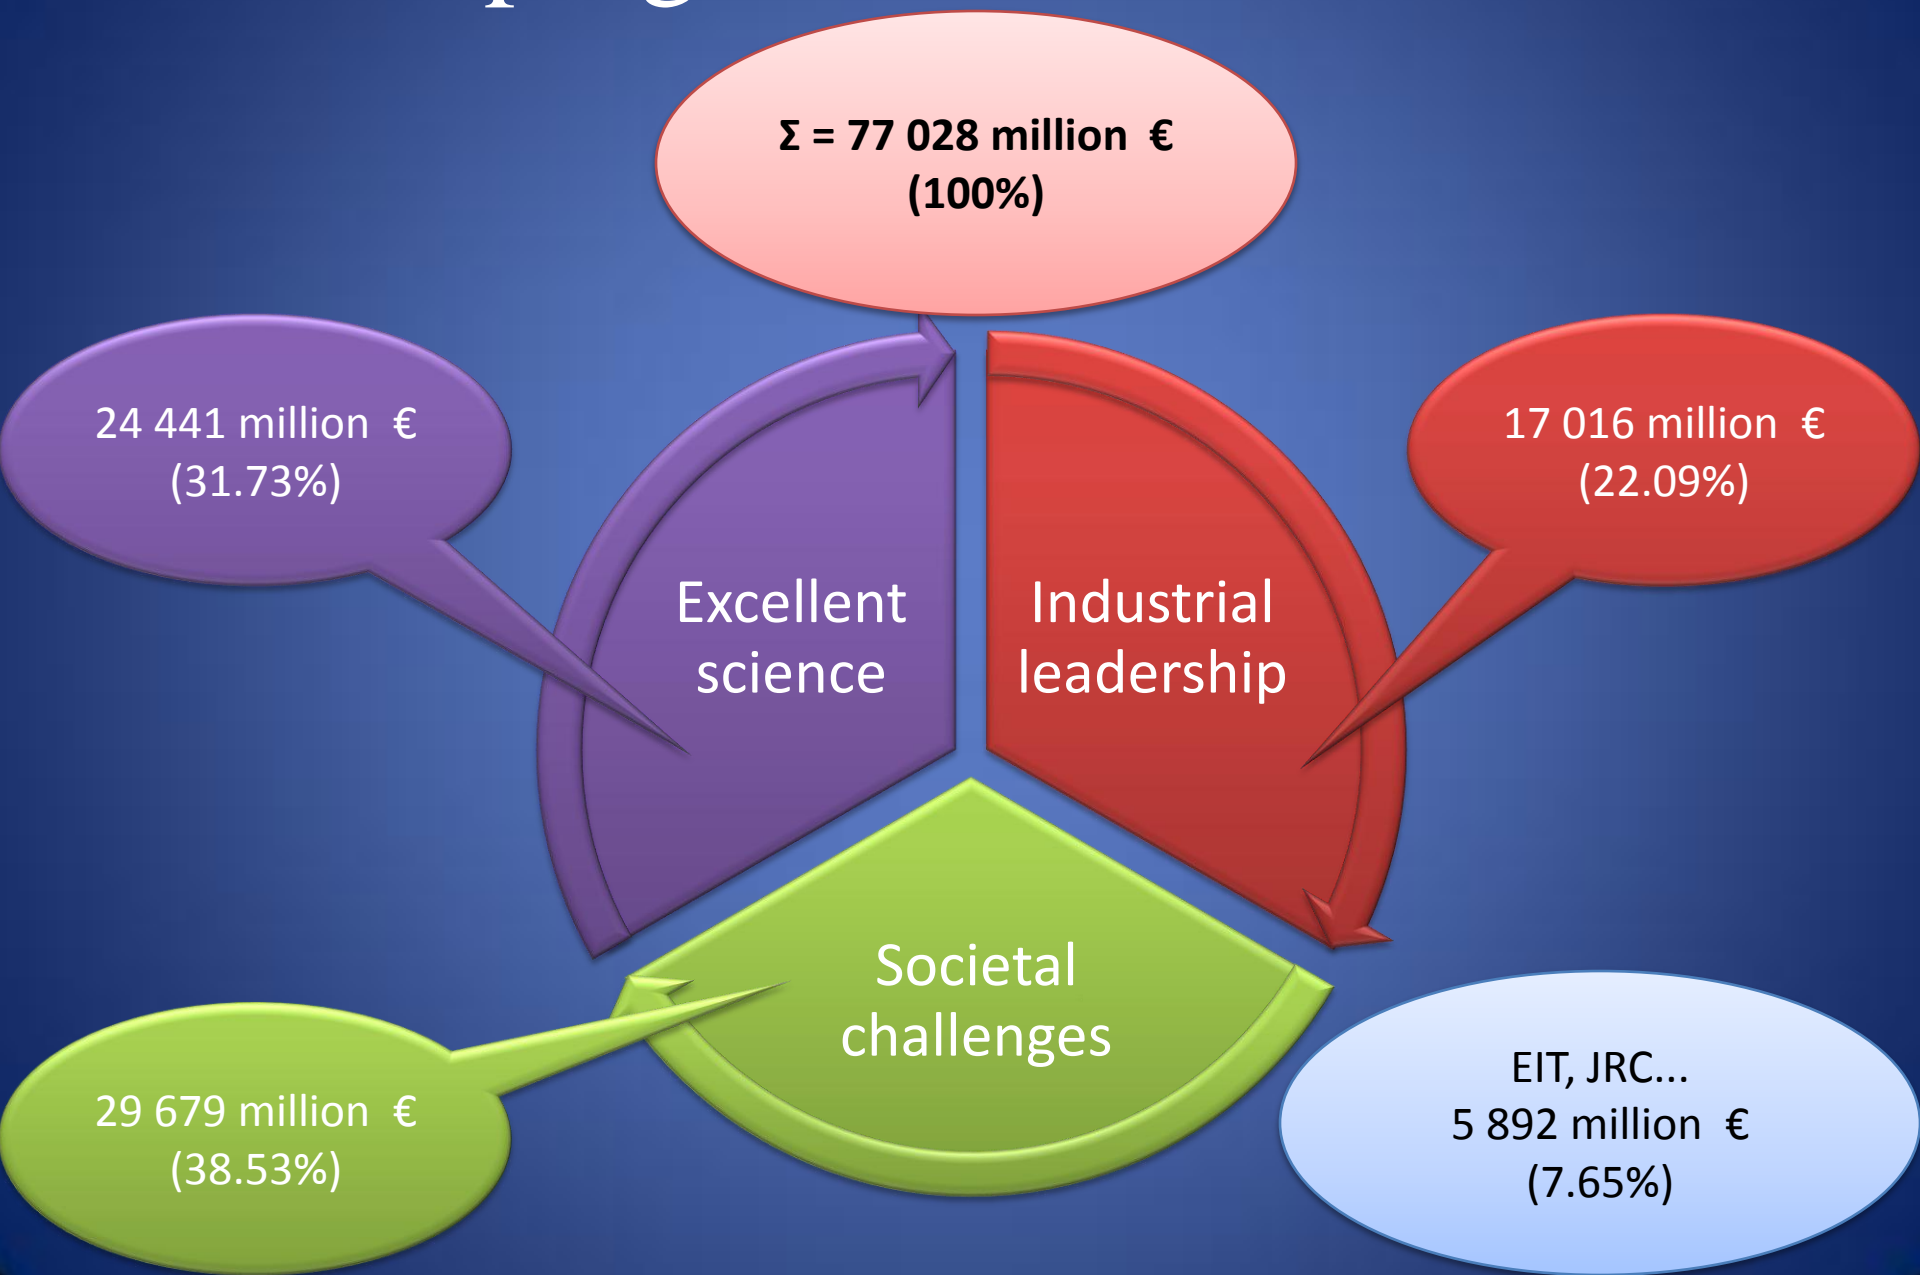 Σ = 77 028 million €
(100%)
24 441 million €
(31.73%)
17 016 million €
(22.09%)
Excellent
science
Industrial
leadership
Societal
challenges
29 679 million €
(38.53%)
EIT, JRC...
5 892 million €
(7.65%)